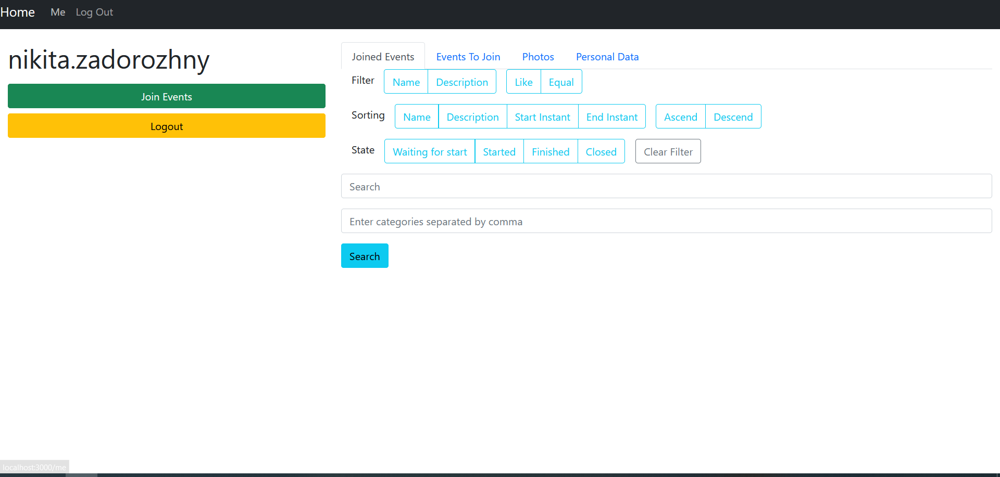 Home Me Log Out
nikita.zadorozhny
Join Events
Logout
Joined Events Events To Join Photos Personal Data
Filter Name Description Like Equal
Sorting Name Description Start Instant End Instant Ascend Descend
State Waiting for start Started Finished Closed Clear Filter
Search
Enter categories separated by comma
Search
localhost:3000/me